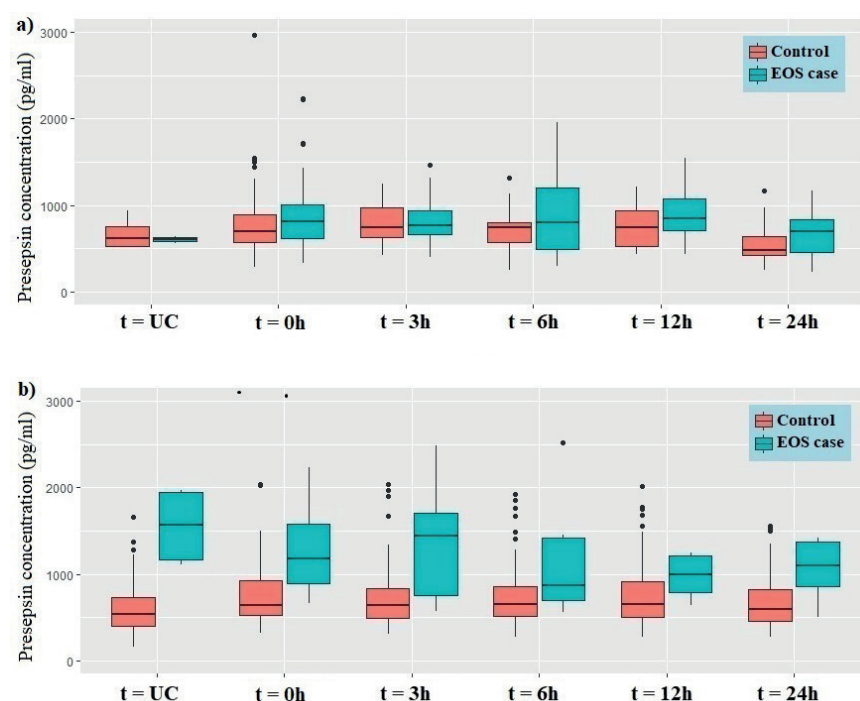 a)
Presepsin concentration (pg/ml)
3000
2000
1000
0
Control
EOS case
t = UC
t = 0h
t = 3h
t = 6h
t = 12h
t = 24h
b)
Presepsin concentration (pg/ml)
3000
2000
1000
0
Control
EOS case
t = UC
t = 0h
t = 3h
t = 6h
t = 12h
t = 24h